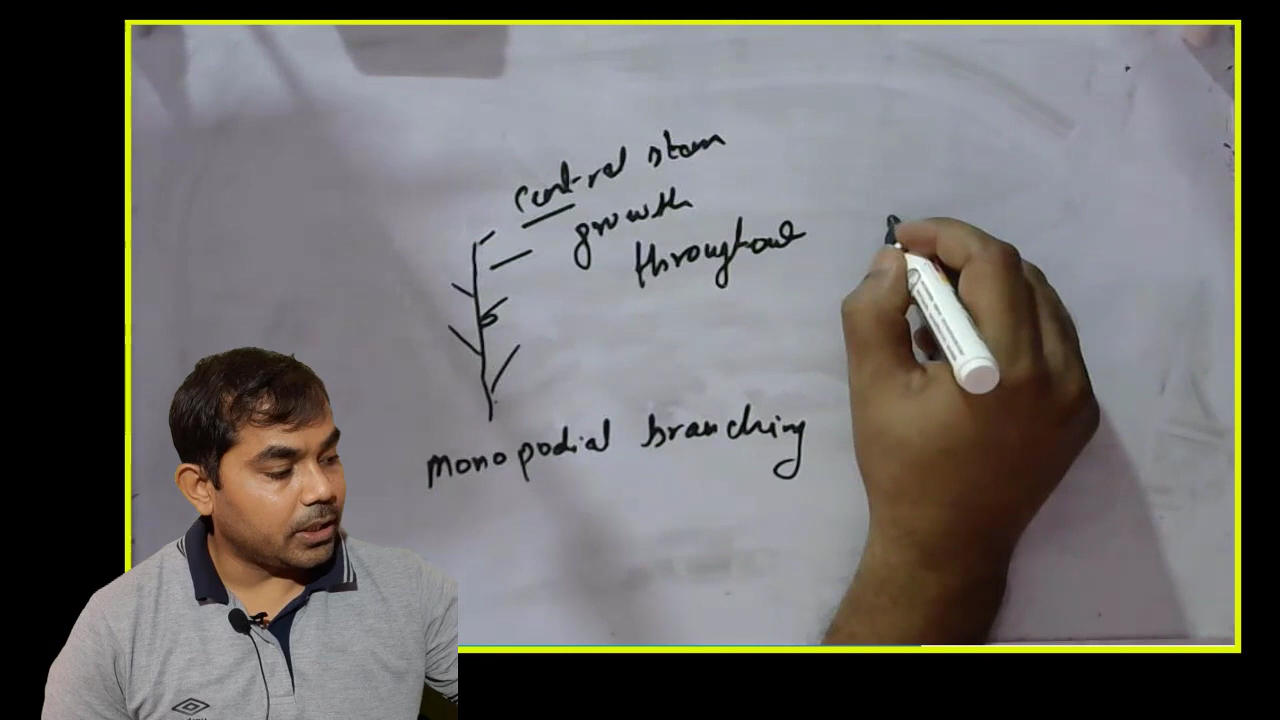 central stem
growth
throughout
monopodial branching